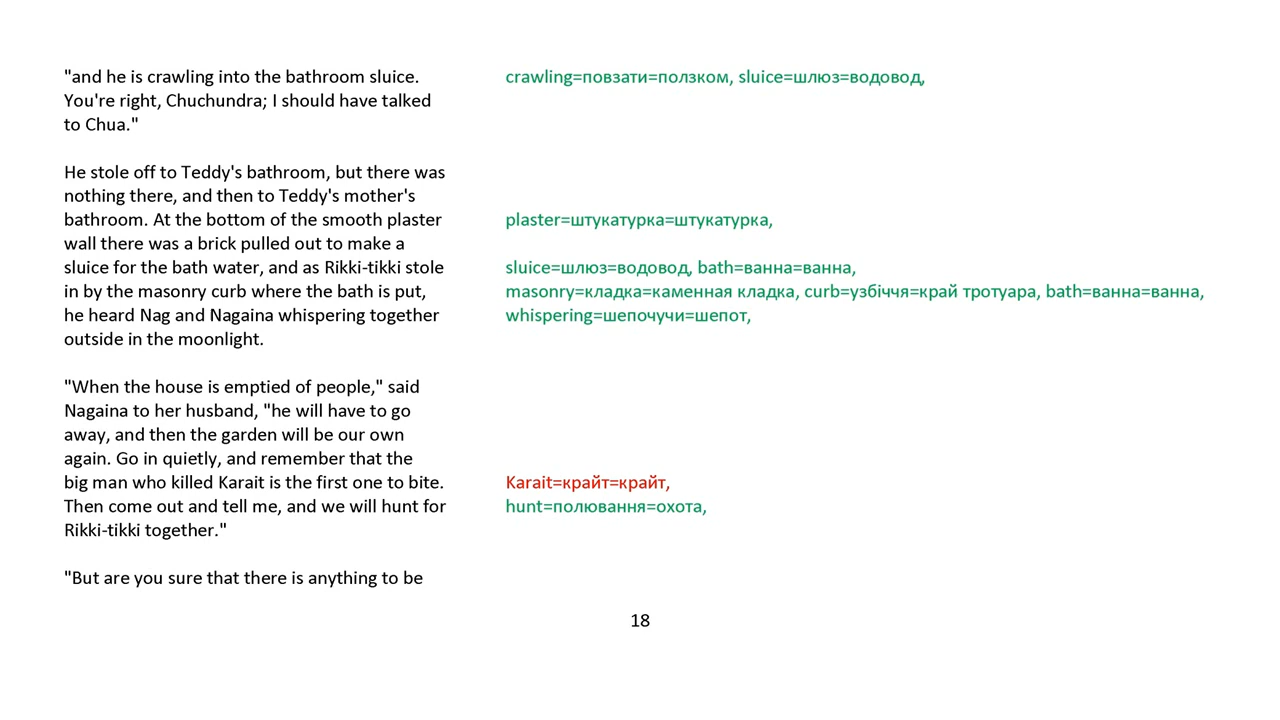 "and he is crawling into the bathroom sluice. crawling=повзати=ползком, sluice=шлюз=водовод,
You're right, Chuchundra; I should have talked
to Chua."
He stole off to Teddy's bathroom, but there was
nothing there, and then to Teddy's mother's
bathroom. At the bottom of the smooth plaster plaster=штукатурка=штукатурка,
wall there was a brick pulled out to make a
sluice for the bath water, and as Rikki-tikki stole sluice=шлюз=водовод, bath=ванна=ванна,
in by the masonry curb where the bath is put, masonry=кладка=каменная кладка, curb=узбіччя=край тротуара, bath=ванна=ванна,
he heard Nag and Nagaina whispering together whispering=шепочучи=шепот,
outside in the moonlight.
"When the house is emptied of people," said
Nagaina to her husband, "he will have to go
away, and then the garden will be our own
again. Go in quietly, and remember that the
big man who killed Karait is the first one to bite. Karait=крайт=крайт,
Then come out and tell me, and we will hunt for hunt=полювання=охота,
Rikki-tikki together."
"But are you sure that there is anything to be
18